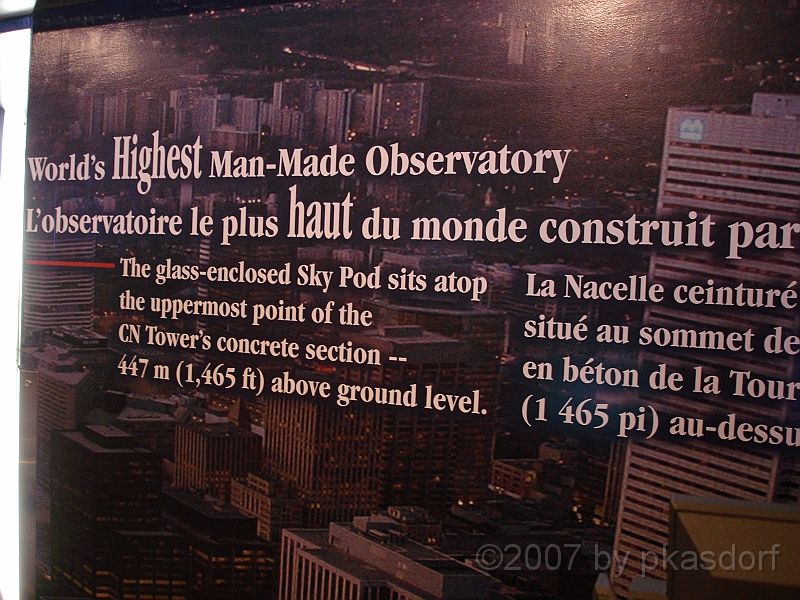 World's Highest Man-Made Observatory
L'observatoire le plus haut du monde construit par
The glass-enclosed Sky Pod sits atop
the uppermost point of the
CN Tower's concrete section --
447 m (1,465 ft) above ground level.
La Nacelle ceinturé
situé au sommet de
en béton de la Tour
(1 465 pi) au-dessu
©2007 by pkasdorf